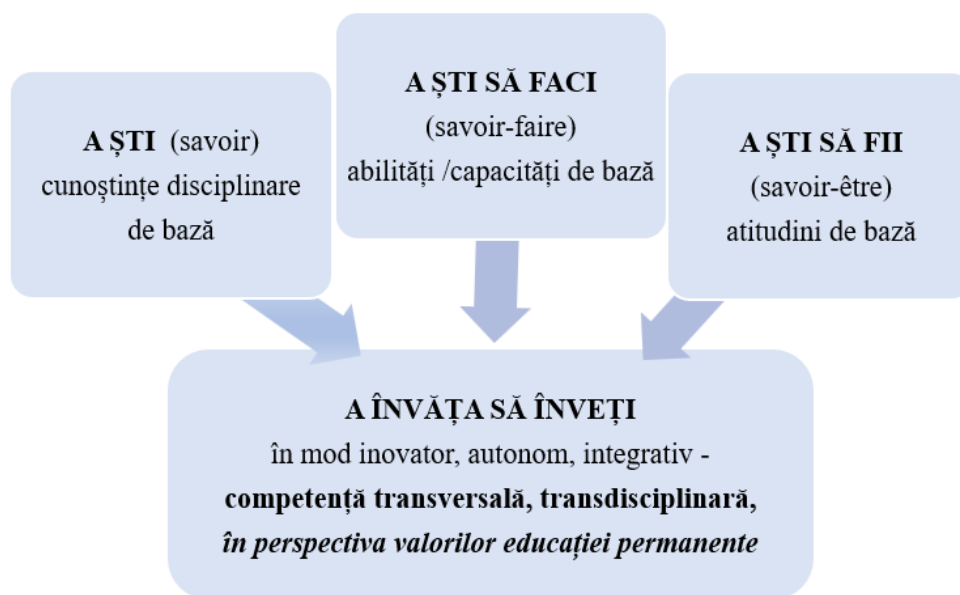 A ȘTI (savoir)
cunoștințe disciplinare
de bază
A ȘTI SĂ FACI
(savoir-faire)
abilități /capacități de bază
A ȘTI SĂ FII
(savoir-être)
atitudini de bază
A ÎNVĂȚA SĂ ÎNVEȚI
în mod inovator, autonom, integrativ -
competență transversală, transdisciplinară,
în perspectiva valorilor educației permanente